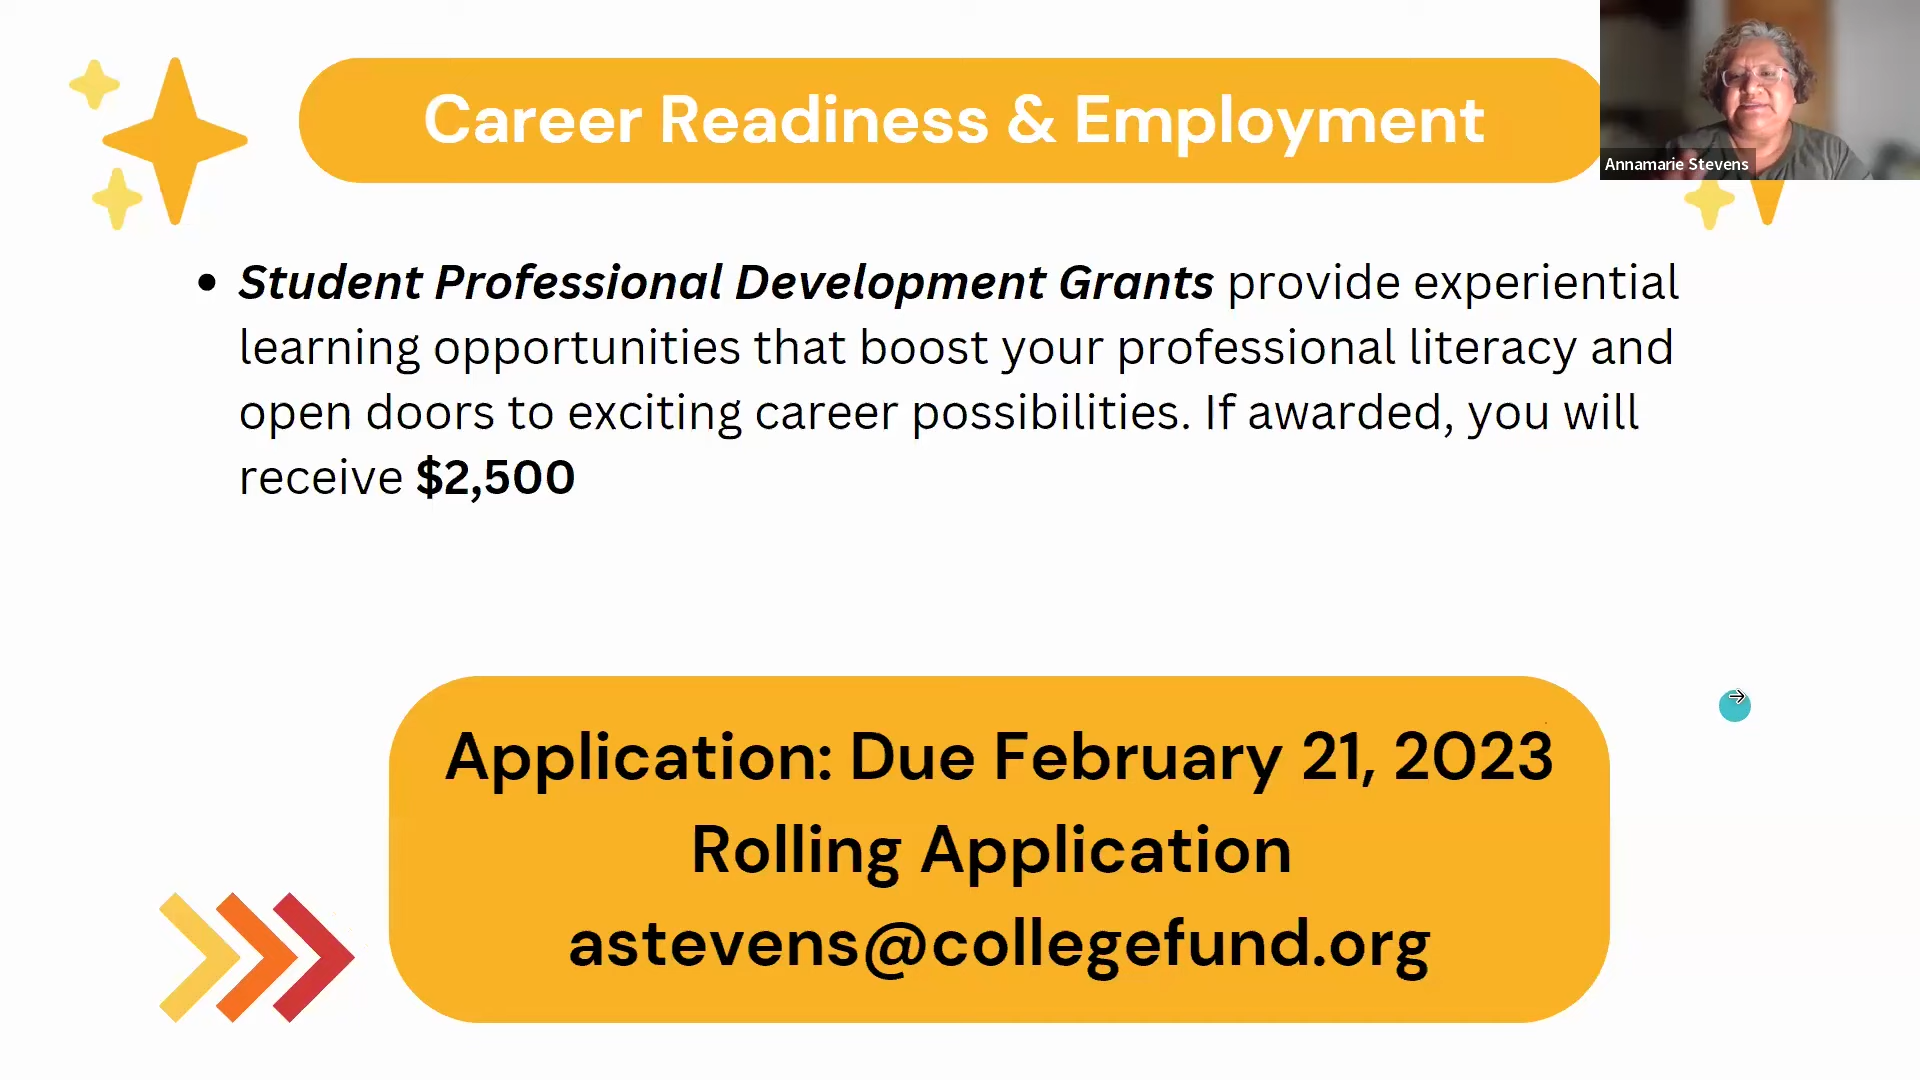 Career Readiness & Employment
Annamarie Stevens
• Student Professional Development Grants provide experiential
learning opportunities that boost your professional literacy and
open doors to exciting career possibilities. If awarded, you will
receive $2,500
Application: Due February 21, 2023
Rolling Application
astevens@collegefund.org